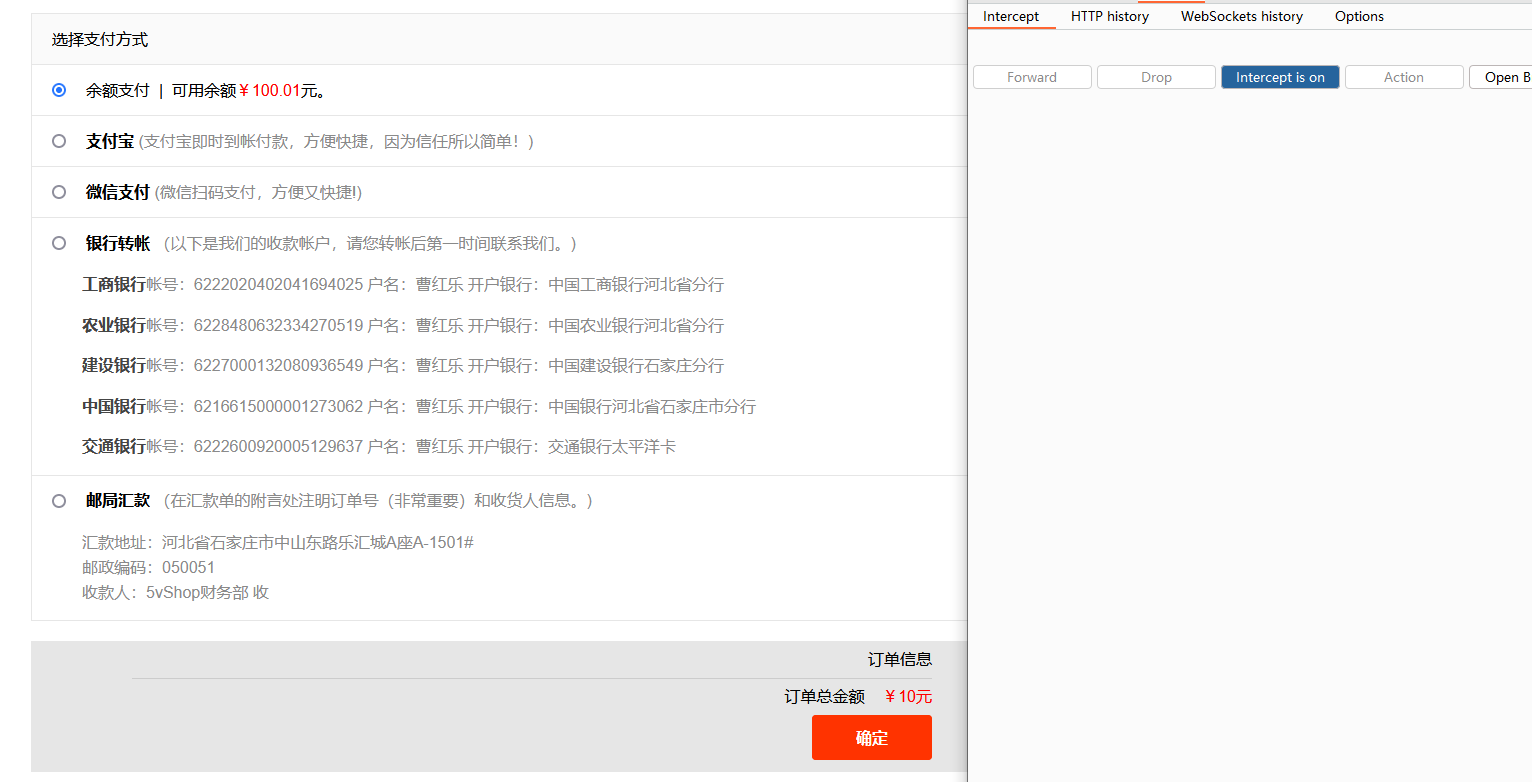 选择支付方式
余额支付 | 可用余额￥100.01元。
支付宝 (支付宝即时到帐付款，方便快捷，因为信任所以简单！)
微信支付 (微信扫码支付，方便又快捷!)
银行转帐 （以下是我们的收款帐户，请您转帐后第一时间联系我们。）
工商银行帐号：6222020402041694025 户名：曹红乐 开户银行：中国工商银行河北省分行
农业银行帐号：6228480632334270519 户名：曹红乐 开户银行：中国农业银行河北省分行
建设银行帐号：6227000132080936549 户名：曹红乐 开户银行：中国建设银行石家庄分行
中国银行帐号：6216615000001273062 户名：曹红乐 开户银行：中国银行河北省石家庄市分行
交通银行帐号：6222600920005129637 户名：曹红乐 开户银行：交通银行太平洋卡
邮局汇款 （在汇款单的附言处注明订单号（非常重要）和收货人信息。）
汇款地址：河北省石家庄市中山东路乐汇城A座A-1501#
邮政编码：050051
收款人：5vShop财务部 收
订单信息
订单总金额 ￥10元
确定
Intercept HTTP history WebSockets history Options
Forward Drop Intercept is on Action Open B